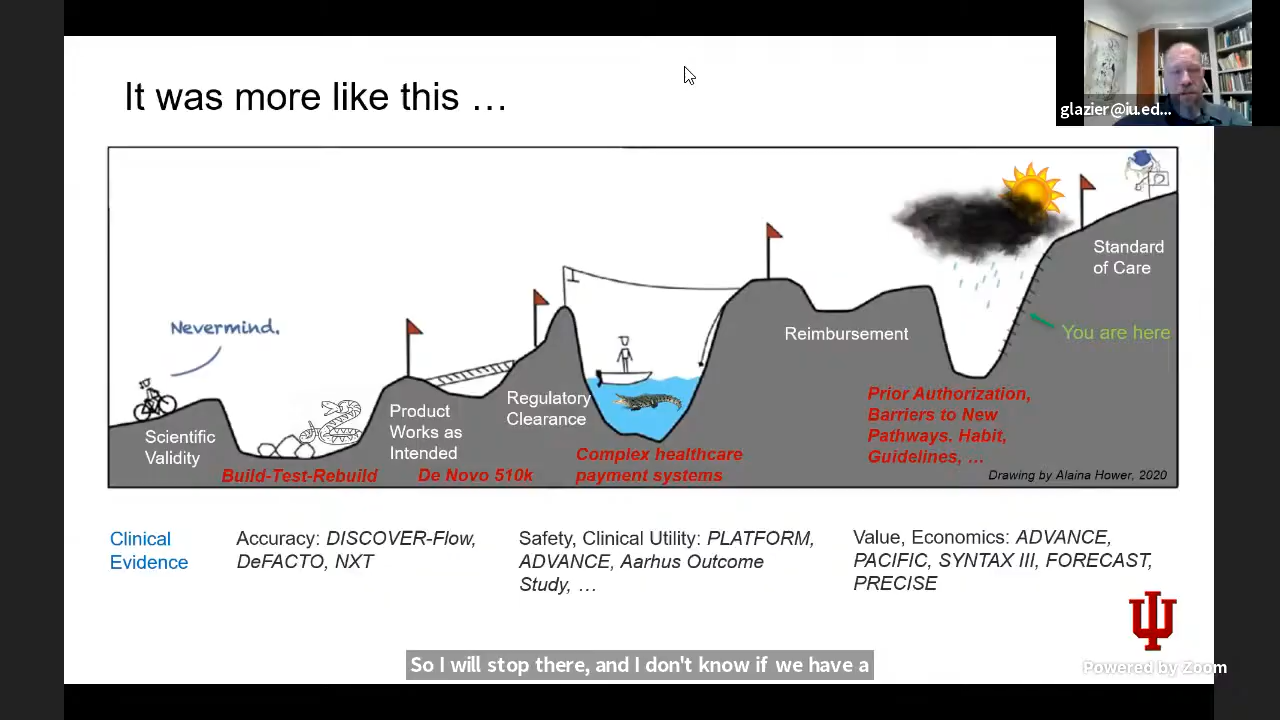 It was more like this …
glazier@iu.ed...
Nevermind.
Scientific
Validity
Build-Test-Rebuild
Product
Works as
Intended
De Novo 510k
Regulatory
Clearance
Complex healthcare
payment systems
Reimbursement
Prior Authorization,
Barriers to New
Pathways. Habit,
Guidelines, …
Standard
of Care
You are here
Drawing by Alaina Hower, 2020
Clinical
Evidence
Accuracy: DISCOVER-Flow,
DeFACTO, NXT
Safety, Clinical Utility: PLATFORM,
ADVANCE, Aarhus Outcome
Study, …
Value, Economics: ADVANCE,
PACIFIC, SYNTAX III, FORECAST,
PRECISE
So I will stop there, and I don't know if we have a
Powered by Zoom